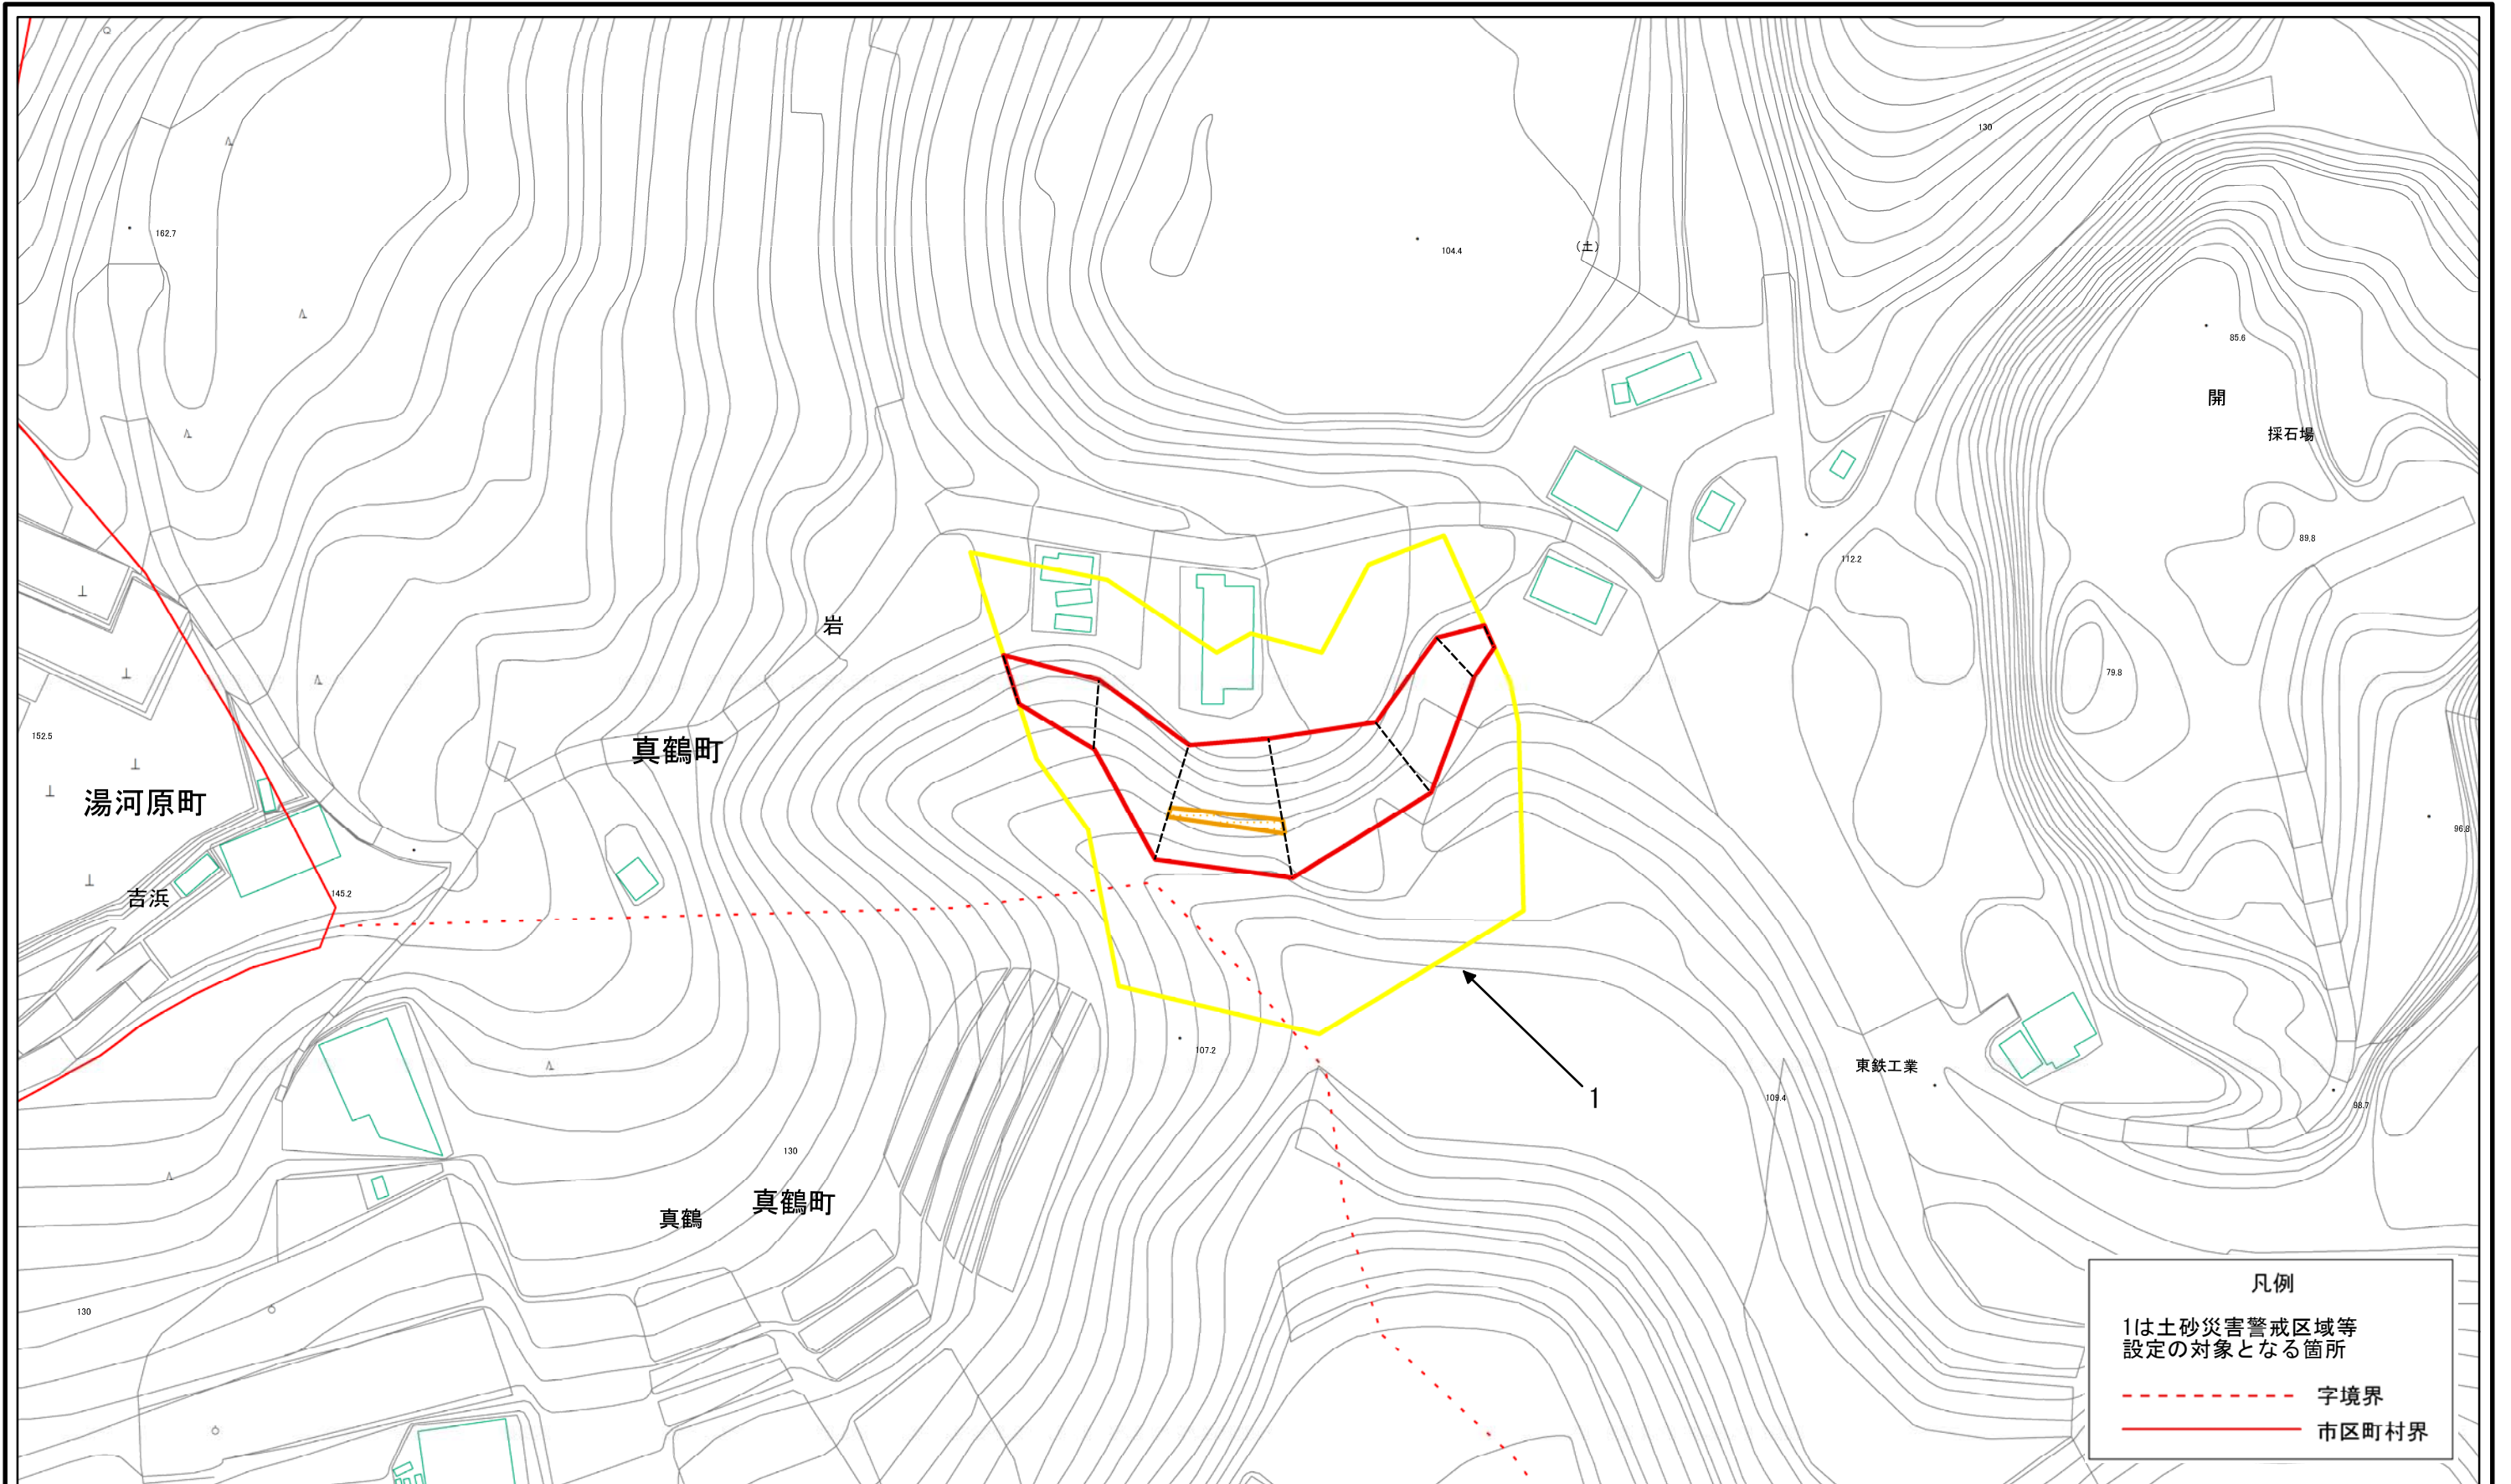 130
162.7
104.4
(土)
85.6
開
採石場
89.8
112.2
岩
79.8
152.5
真鶴町
湯河原町
96.8
吉浜
145.2
107.2
東鉄工業
1
109.4
98.7
130
真鶴町
真鶴
130
凡例
1は土砂災害警戒区域等
設定の対象となる箇所
字境界
市区町村界